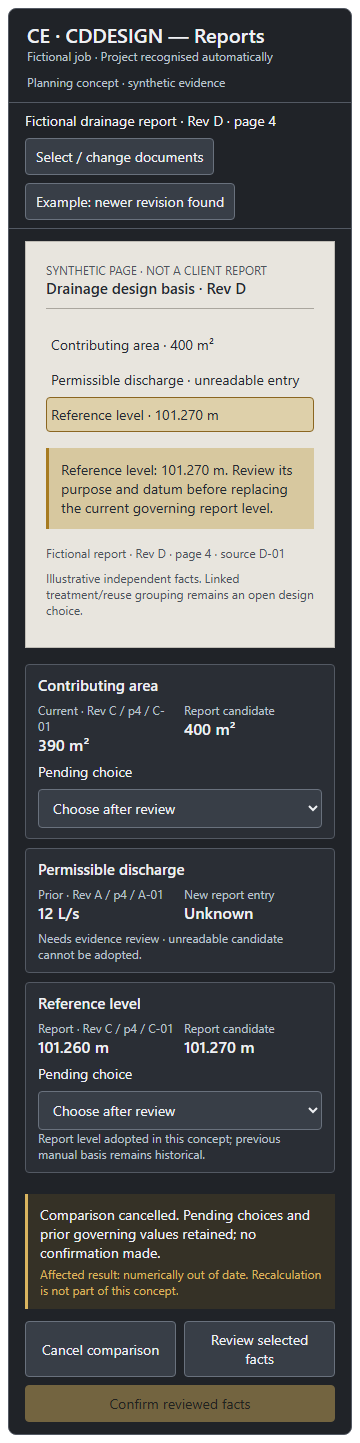 CE · CDDESIGN — Reports
Fictional job · Project recognised automatically
Planning concept · synthetic evidence
Fictional drainage report · Rev D · page 4
Select / change documents
Example: newer revision found
SYNTHETIC PAGE · NOT A CLIENT REPORT
Drainage design basis · Rev D
Contributing area · 400 m²
Permissible discharge · unreadable entry
Reference level · 101.270 m
Reference level: 101.270 m. Review its
purpose and datum before replacing
the current governing report level.
Fictional report · Rev D · page 4 · source D-01
Illustrative independent facts. Linked
treatment/reuse grouping remains an open design
choice.
Contributing area
Current · Rev C / p4 / C-
01
390 m²
Report candidate
400 m²
Pending choice
Choose after review
Permissible discharge
Prior · Rev A / p4 / A-01
12 L/s
New report entry
Unknown
Needs evidence review · unreadable candidate
cannot be adopted.
Reference level
Report · Rev C / p4 / C-01
101.260 m
Report candidate
101.270 m
Pending choice
Choose after review
Report level adopted in this concept; previous
manual basis remains historical.
Comparison cancelled. Pending choices and
prior governing values retained; no
confirmation made.
Affected result: numerically out of date. Recalculation
is not part of this concept.
Cancel comparison
Review selected
facts
Confirm reviewed facts